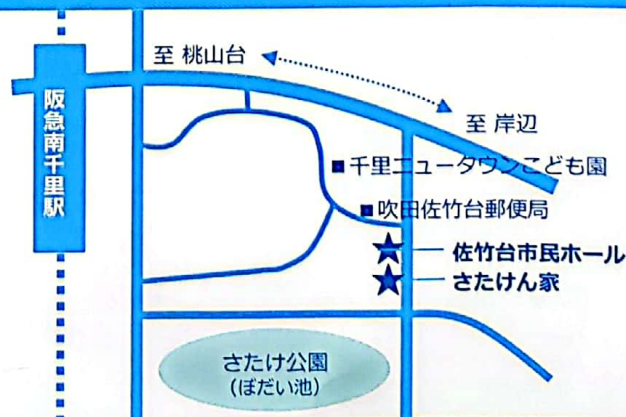 至 桃山台
至 岸辺
阪急南千里駅
千里ニュータウンこども園
吹田佐竹台郵便局
佐竹台市民ホール
さたけん家
さたけ公園
(ぼだい池)